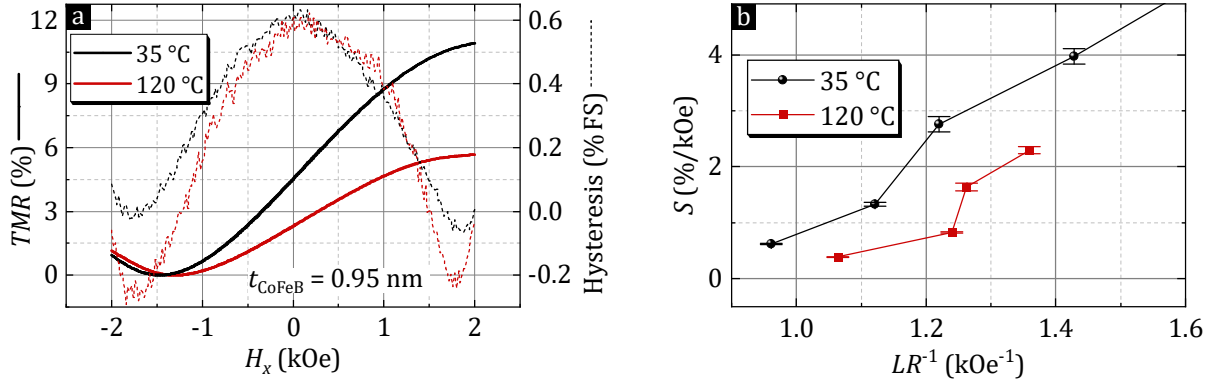 a
12
9
6
3
0
TMR (%)
35 °C
120 °C
t_CoFeB = 0.95 nm
-2
-1
0
1
2
H_x (kOe)
0.6
0.4
0.2
0.0
-0.2
Hysteresis (%FS)
b
4
2
0
S (%/kOe)
35 °C
120 °C
1.0
1.2
1.4
1.6
LR⁻¹ (kOe⁻¹)